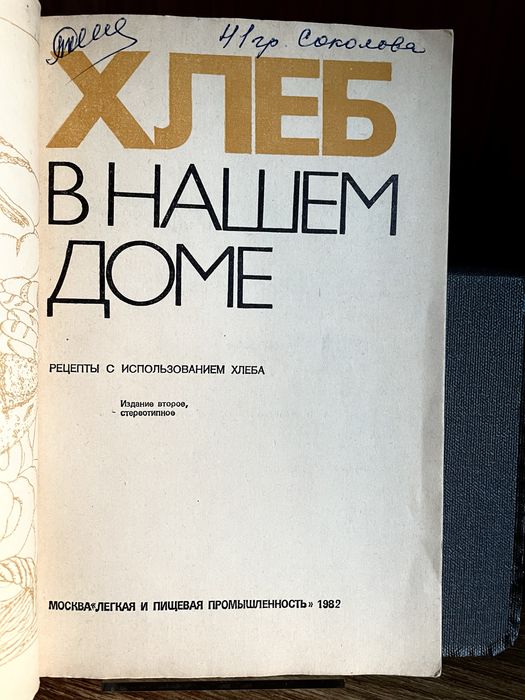 41гр. Соколова
ХЛЕБ
В НАШЕМ
ДОМЕ
РЕЦЕПТЫ С ИСПОЛЬЗОВАНИЕМ ХЛЕБА
Издание второе,
стереотипное
МОСКВА«ЛЕГКАЯ И ПИЩЕВАЯ ПРОМЫШЛЕННОСТЬ» 1982